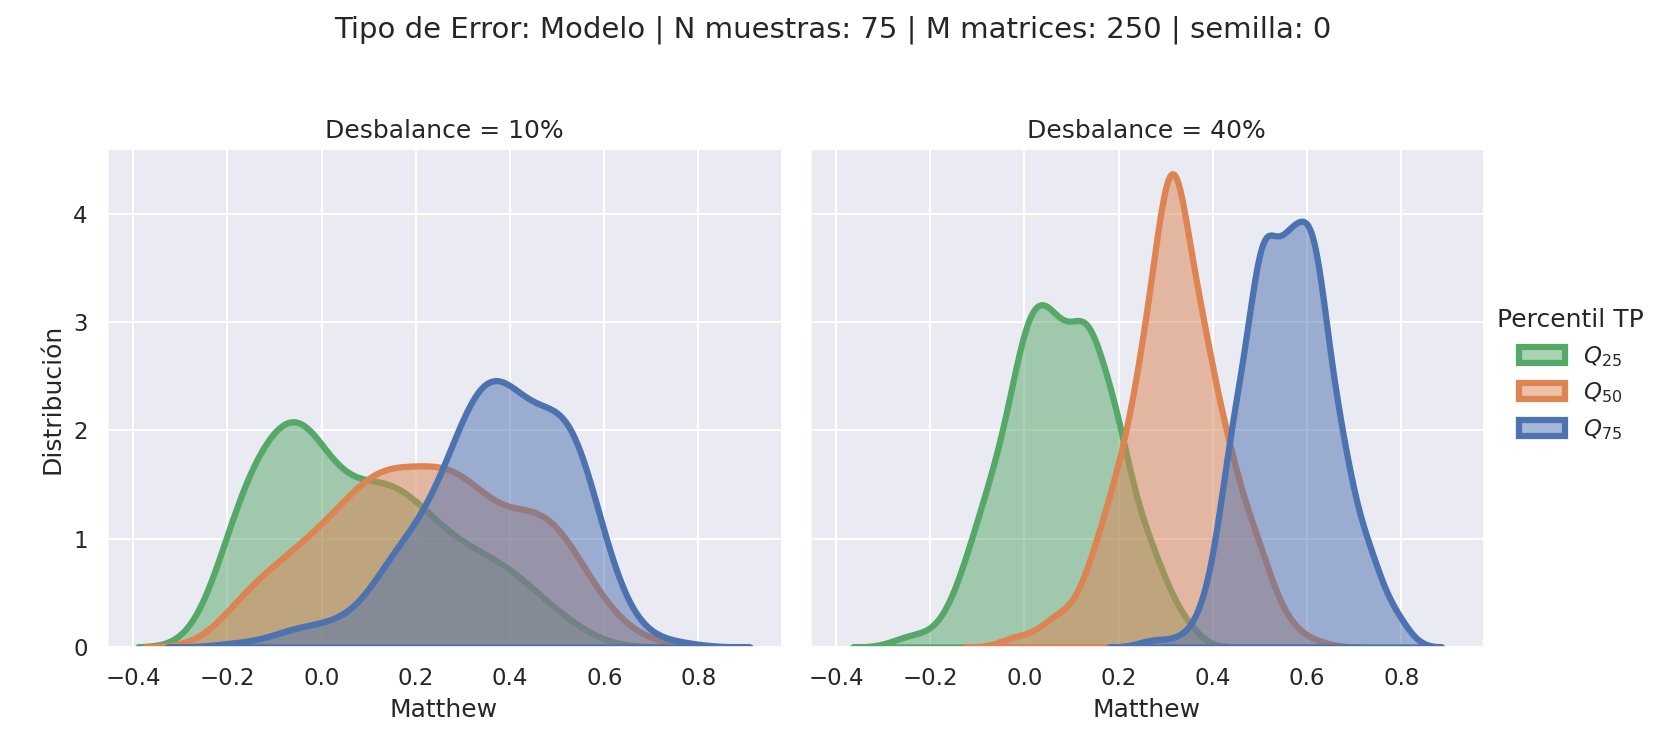 Tipo de Error: Modelo | N muestras: 75 | M matrices: 250 | semilla: 0
Desbalance = 10%
Desbalance = 40%
Distribución
4
3
2
1
0
−0.4 −0.2 0.0 0.2 0.4 0.6 0.8
Matthew
−0.4 −0.2 0.0 0.2 0.4 0.6 0.8
Matthew
Percentil TP
Q25
Q50
Q75